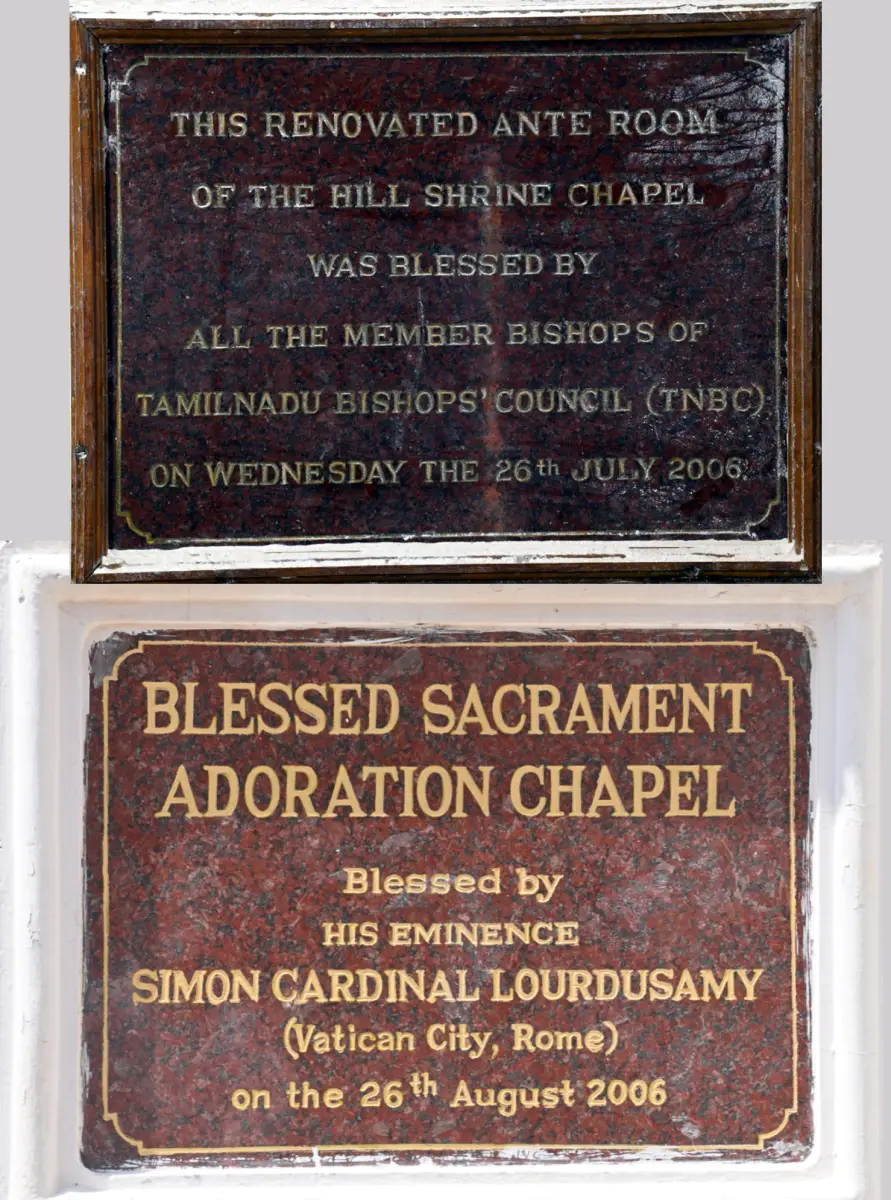 THIS RENOVATED ANTE ROOM
OF THE HILL SHRINE CHAPEL
WAS BLESSED BY
ALL THE MEMBER BISHOPS OF
TAMILNADU BISHOPS' COUNCIL (TNBC)
ON WEDNESDAY THE 26th JULY 2006.
BLESSED SACRAMENT
ADORATION CHAPEL
Blessed by
HIS EMINENCE
SIMON CARDINAL LOURDUSAMY
(Vatican City, Rome)
on the 26th August 2006